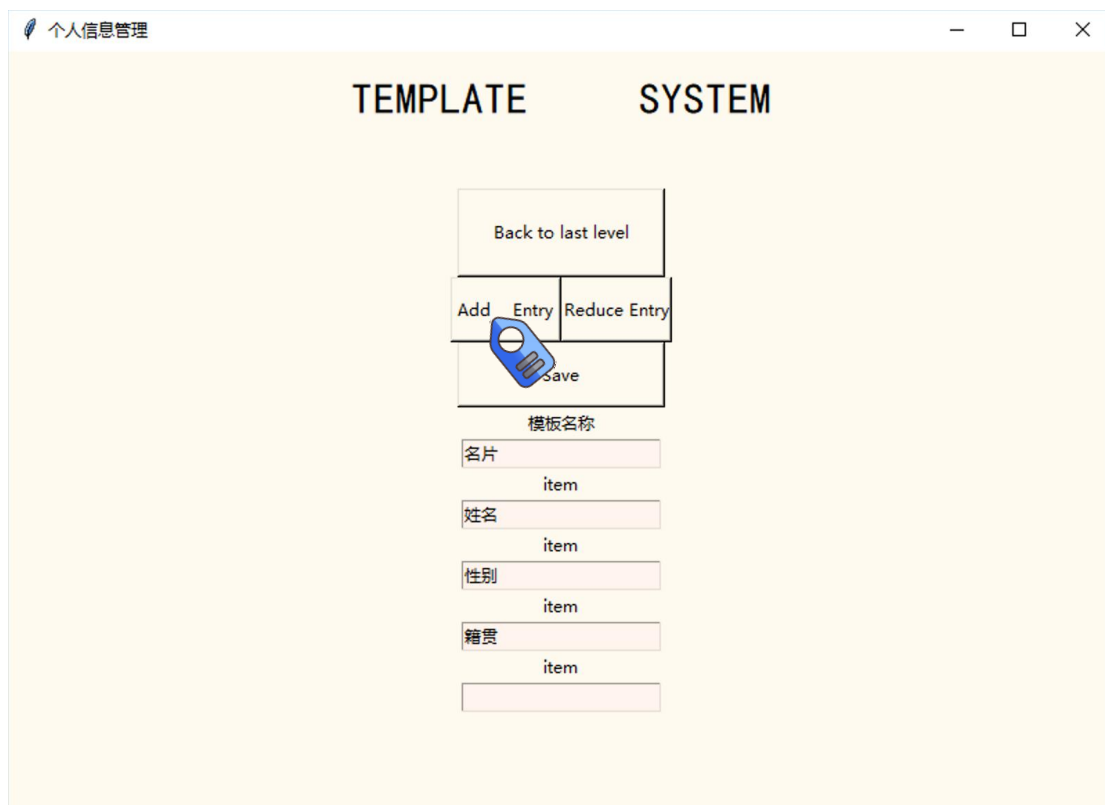 个人信息管理
TEMPLATE SYSTEM
Back to last level
Add Entry Reduce Entry
Save
模板名称
名片
item
姓名
item
性别
item
籍贯
item